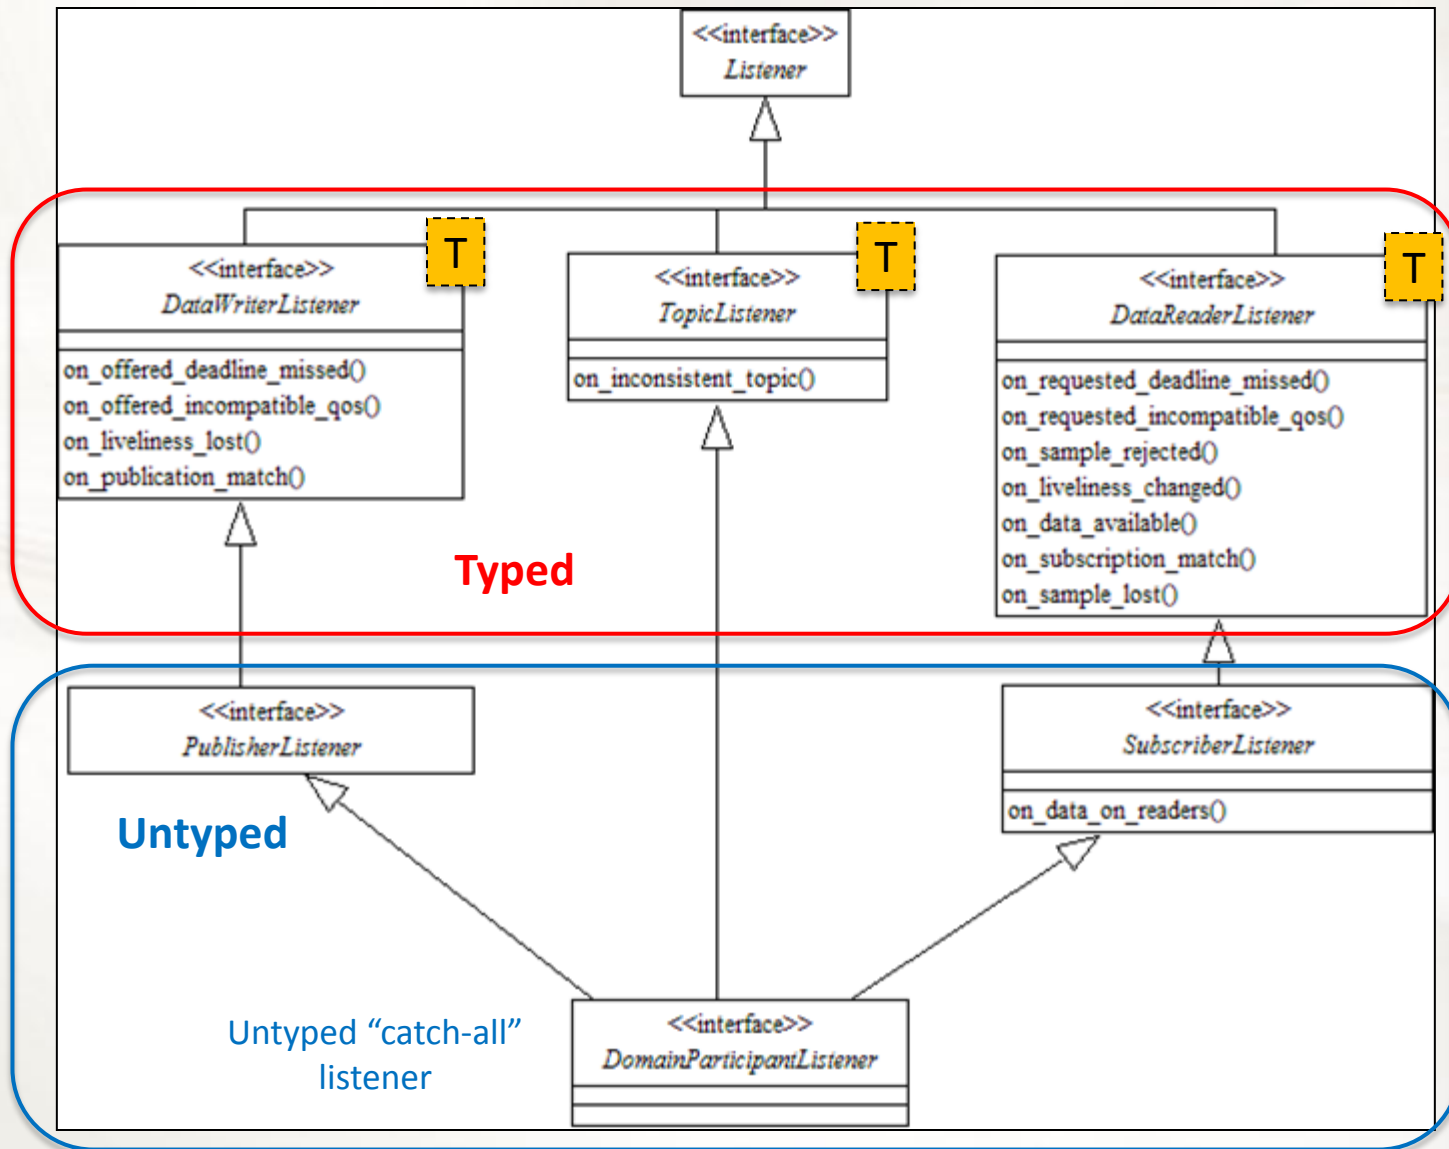 <<interface>>
Listener
T
<<interface>>
DataWriterListener
on_offered_deadline_missed()
on_offered_incompatible_qos()
on_liveliness_lost()
on_publication_match()
T
<<interface>>
TopicListener
on_inconsistent_topic()
T
<<interface>>
DataReaderListener
on_requested_deadline_missed()
on_requested_incompatible_qos()
on_sample_rejected()
on_liveliness_changed()
on_data_available()
on_subscription_match()
on_sample_lost()
Typed
<<interface>>
PublisherListener
<<interface>>
SubscriberListener
on_data_on_readers()
Untyped
Untyped “catch-all”
listener
<<interface>>
DomainParticipantListener